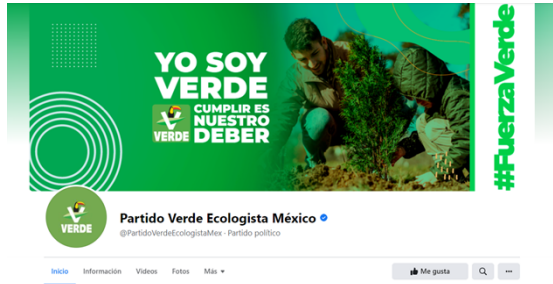 YO SOY
VERDE
VERDE
CUMPLIR ES
NUESTRO
DEBER
#FuerzaVerde
VERDE
Partido Verde Ecologista México
@PartidoVerdeEcologistaMex · Partido político
Inicio Información Videos Fotos Más
Me gusta